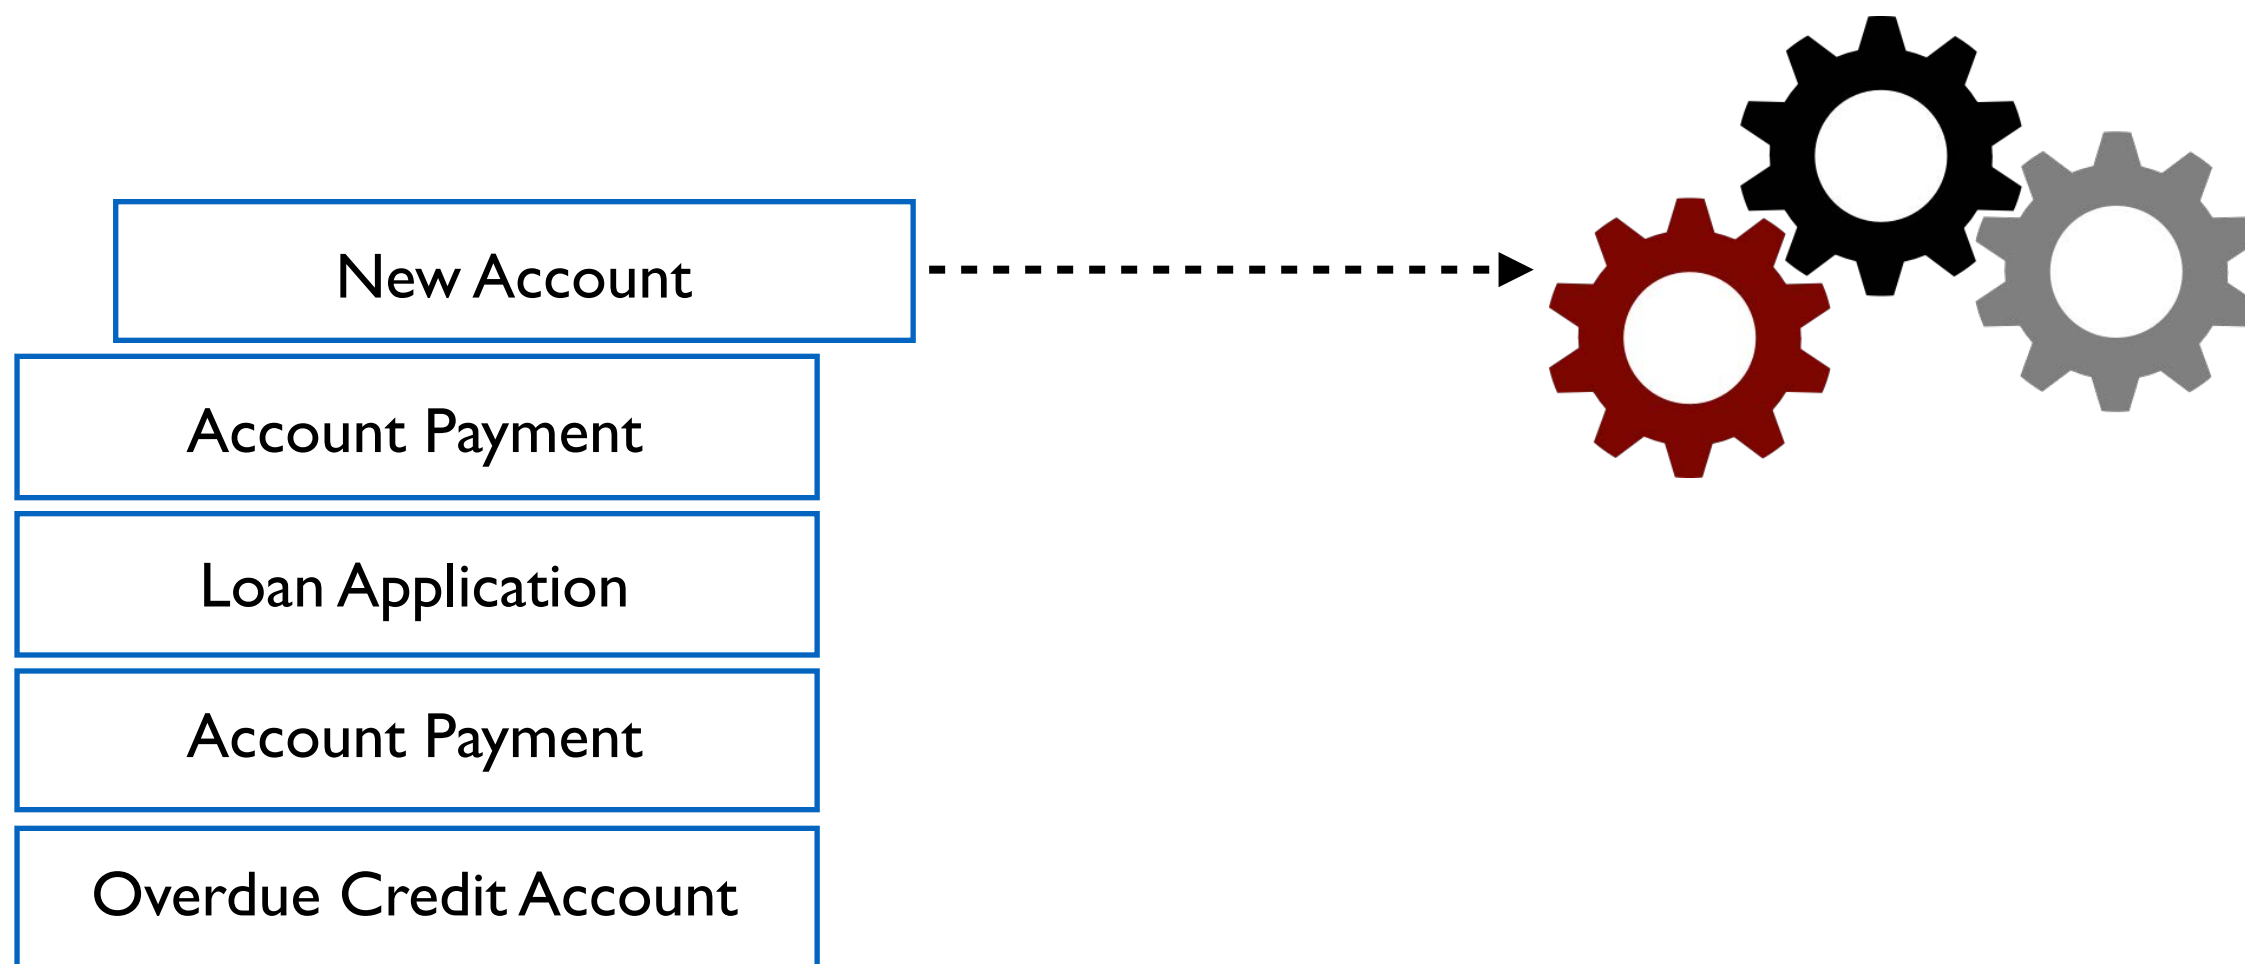 New Account
Account Payment
Loan Application
Account Payment
Overdue Credit Account